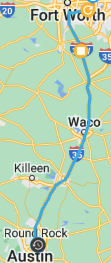 20
Fort Worth
35
Waco
35
Killeen
Round Rock
Austin